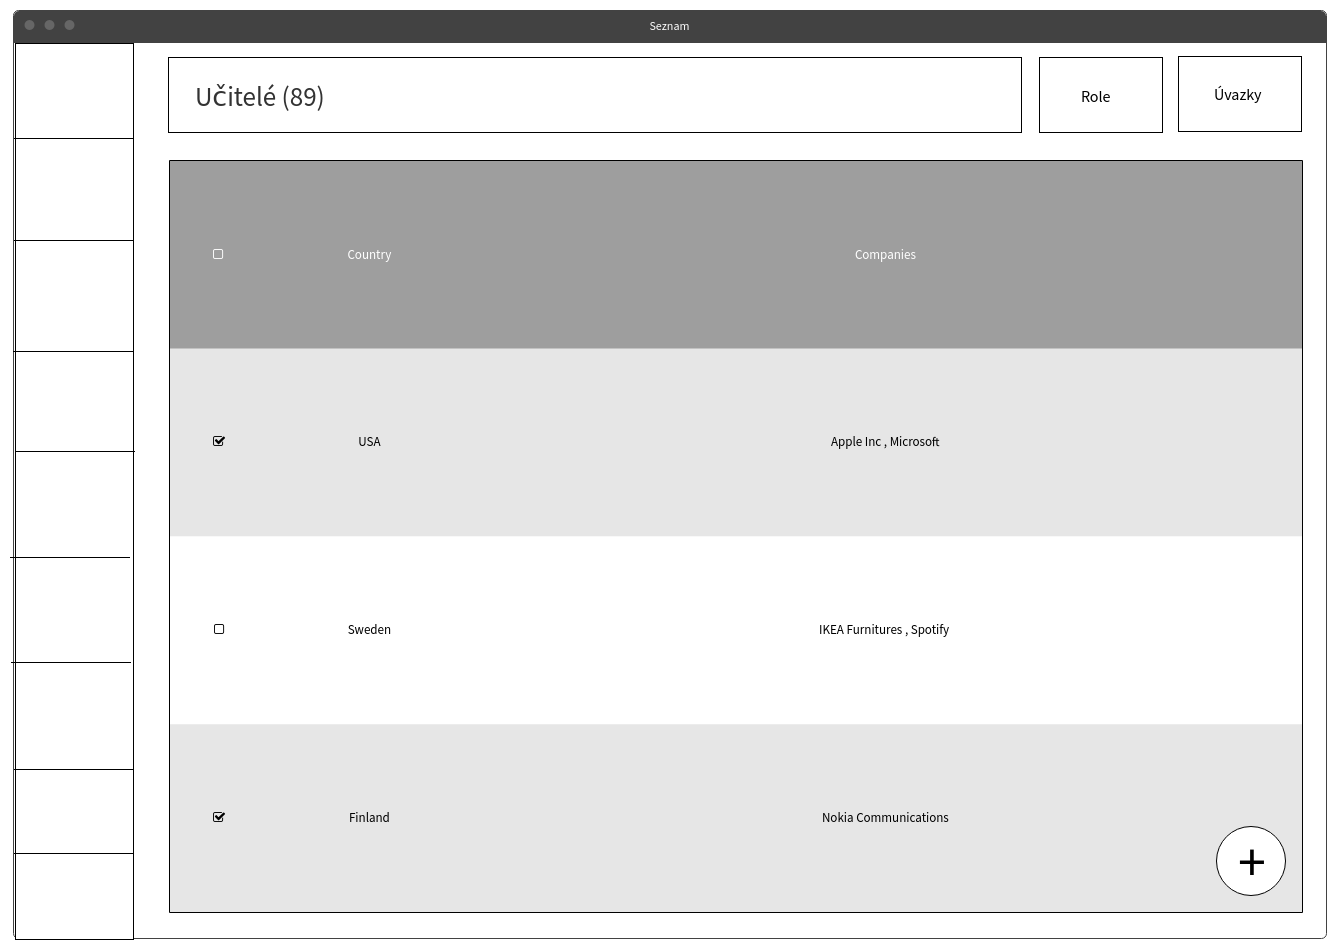 Seznam
Učitelé (89)
Role
Úvazky
Country
Companies
USA
Apple Inc , Microsoft
Sweden
IKEA Furnitures , Spotify
Finland
Nokia Communications
+